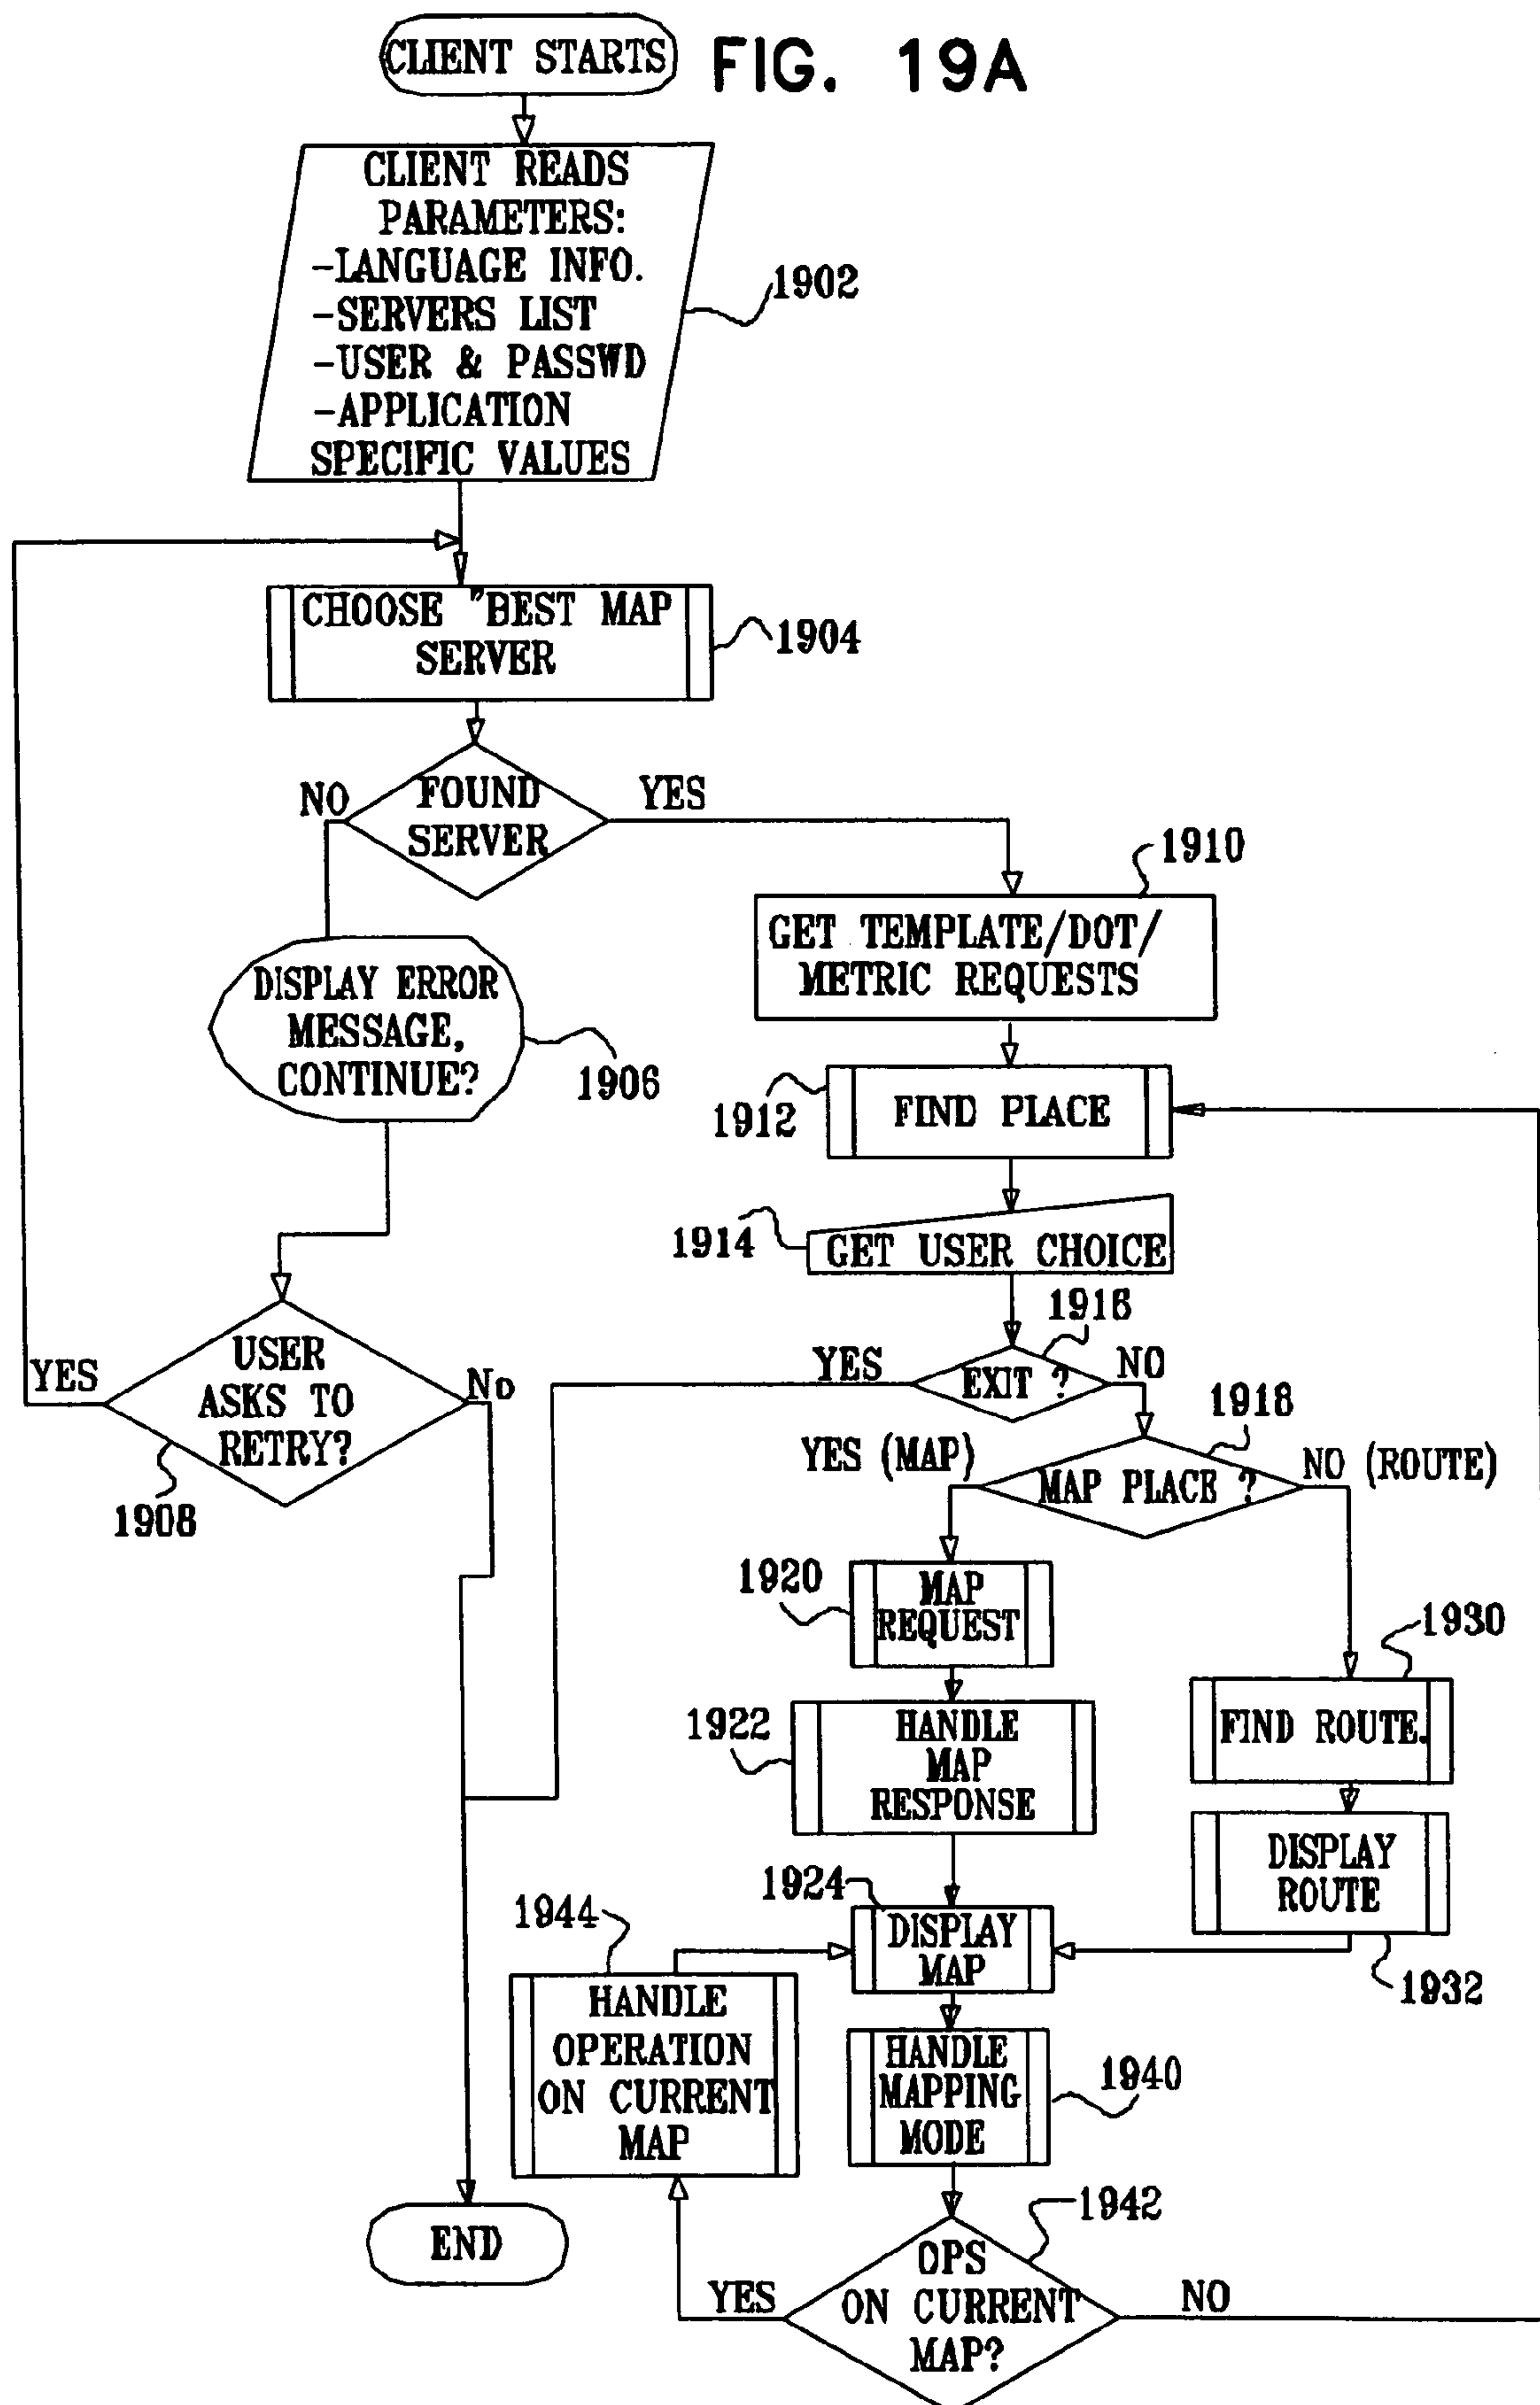 CLIENT STARTS
FIG. 19A
CLIENT READS
PARAMETERS:
-LANGUAGE INFO.
-SERVERS LIST
-USER & PASSWD
-APPLICATION
SPECIFIC VALUES
1902
CHOOSE "BEST MAP
SERVER
1904
FOUND
SERVER
NO
YES
1910
GET TEMPLATE/DOT/
METRIC REQUESTS
DISPLAY ERROR
MESSAGE,
CONTINUE?
1906
1912
FIND PLACE
1914
GET USER CHOICE
1916
YES
EXIT ?
NO
USER
ASKS TO
RETRY?
YES
No
1908
1918
YES (MAP)
MAP PLACE ?
NO (ROUTE)
1920
MAP
REQUEST
1930
FIND ROUTE.
1922
HANDLE
MAP
RESPONSE
DISPLAY
ROUTE
1932
1924
DISPLAY
MAP
1944
HANDLE
OPERATION
ON CURRENT
MAP
HANDLE
MAPPING
MODE
1940
END
1942
OPS
ON CURRENT
MAP?
YES
NO